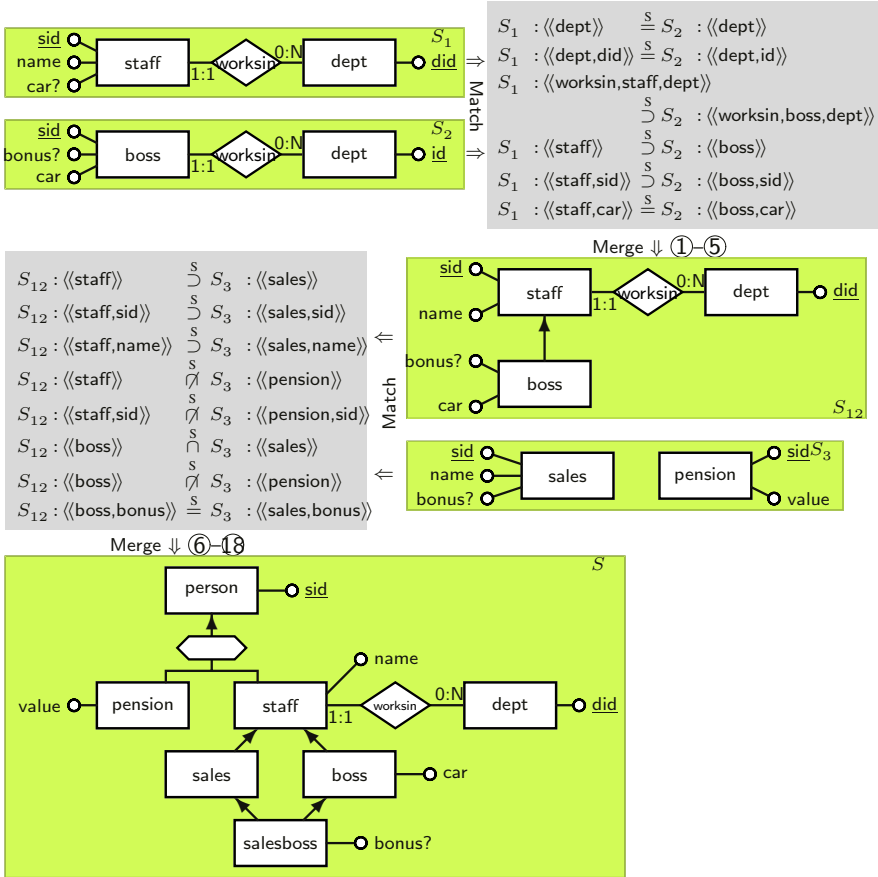 S1
sid
name
car?
staff
1:1
worksin
0:N
dept
did
S2
sid
bonus?
car
boss
1:1
worksin
0:N
dept
id
⇒
Match
⇒
S1 : ⟨⟨dept⟩⟩ =ˢ S2 : ⟨⟨dept⟩⟩
S1 : ⟨⟨dept,did⟩⟩ =ˢ S2 : ⟨⟨dept,id⟩⟩
S1 : ⟨⟨worksin,staff,dept⟩⟩
⊃ˢ S2 : ⟨⟨worksin,boss,dept⟩⟩
S1 : ⟨⟨staff⟩⟩ ⊃ˢ S2 : ⟨⟨boss⟩⟩
S1 : ⟨⟨staff,sid⟩⟩ ⊃ˢ S2 : ⟨⟨boss,sid⟩⟩
S1 : ⟨⟨staff,car⟩⟩ =ˢ S2 : ⟨⟨boss,car⟩⟩
Merge ⇓ ①–⑤
sid
name
staff
1:1
worksin
0:N
dept
did
bonus?
car
boss
S12
S12 : ⟨⟨staff⟩⟩ ⊃ˢ S3 : ⟨⟨sales⟩⟩
S12 : ⟨⟨staff,sid⟩⟩ ⊃ˢ S3 : ⟨⟨sales,sid⟩⟩
S12 : ⟨⟨staff,name⟩⟩ ⊃ˢ S3 : ⟨⟨sales,name⟩⟩
S12 : ⟨⟨staff⟩⟩ ∩̸ˢ S3 : ⟨⟨pension⟩⟩
S12 : ⟨⟨staff,sid⟩⟩ ∩̸ˢ S3 : ⟨⟨pension,sid⟩⟩
S12 : ⟨⟨boss⟩⟩ ∩ˢ S3 : ⟨⟨sales⟩⟩
S12 : ⟨⟨boss⟩⟩ ∩̸ˢ S3 : ⟨⟨pension⟩⟩
S12 : ⟨⟨boss,bonus⟩⟩ =ˢ S3 : ⟨⟨sales,bonus⟩⟩
⇐
Match
⇐
sid
name
bonus?
sales
pension
sid
value
S3
Merge ⇓ ⑥–⑱
S
person
sid
name
value
pension
staff
1:1
worksin
0:N
dept
did
sales
boss
car
salesboss
bonus?